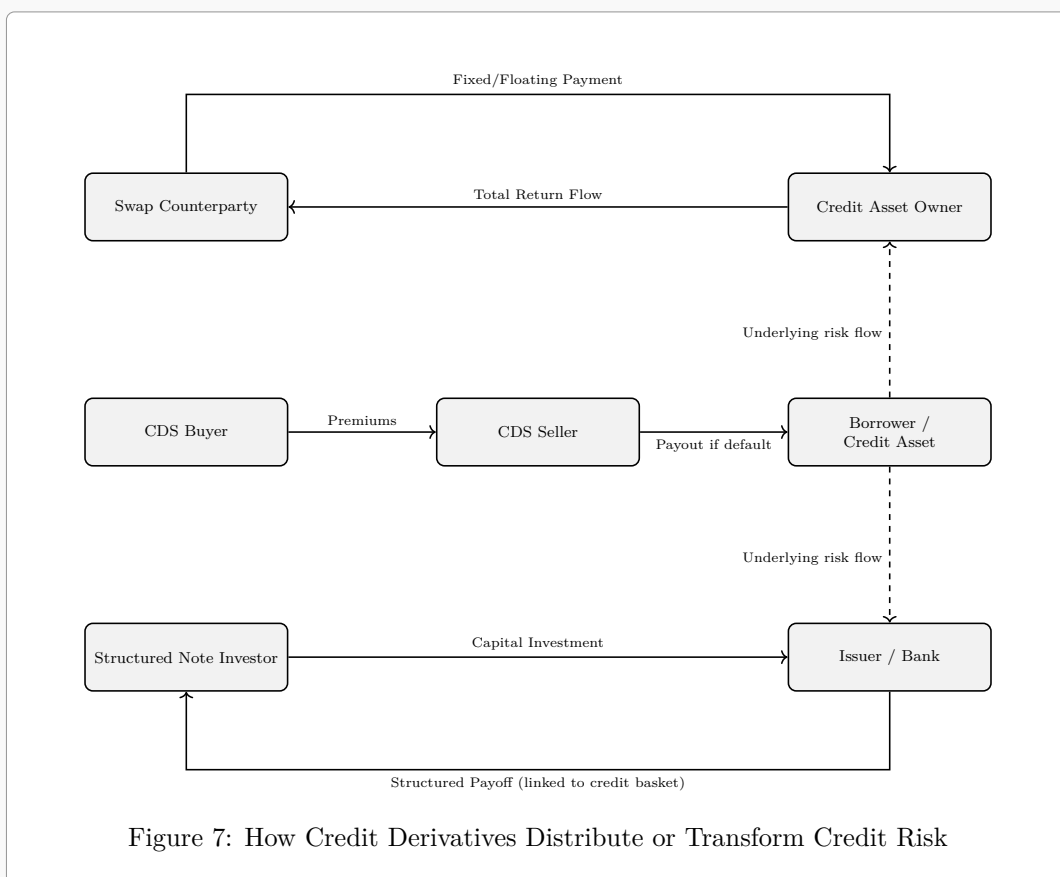 Fixed/Floating Payment
Swap Counterparty
Total Return Flow
Credit Asset Owner
Underlying risk flow
CDS Buyer
Premiums
CDS Seller
Payout if default
Borrower /
Credit Asset
Underlying risk flow
Structured Note Investor
Capital Investment
Issuer / Bank
Structured Payoff (linked to credit basket)
Figure 7: How Credit Derivatives Distribute or Transform Credit Risk